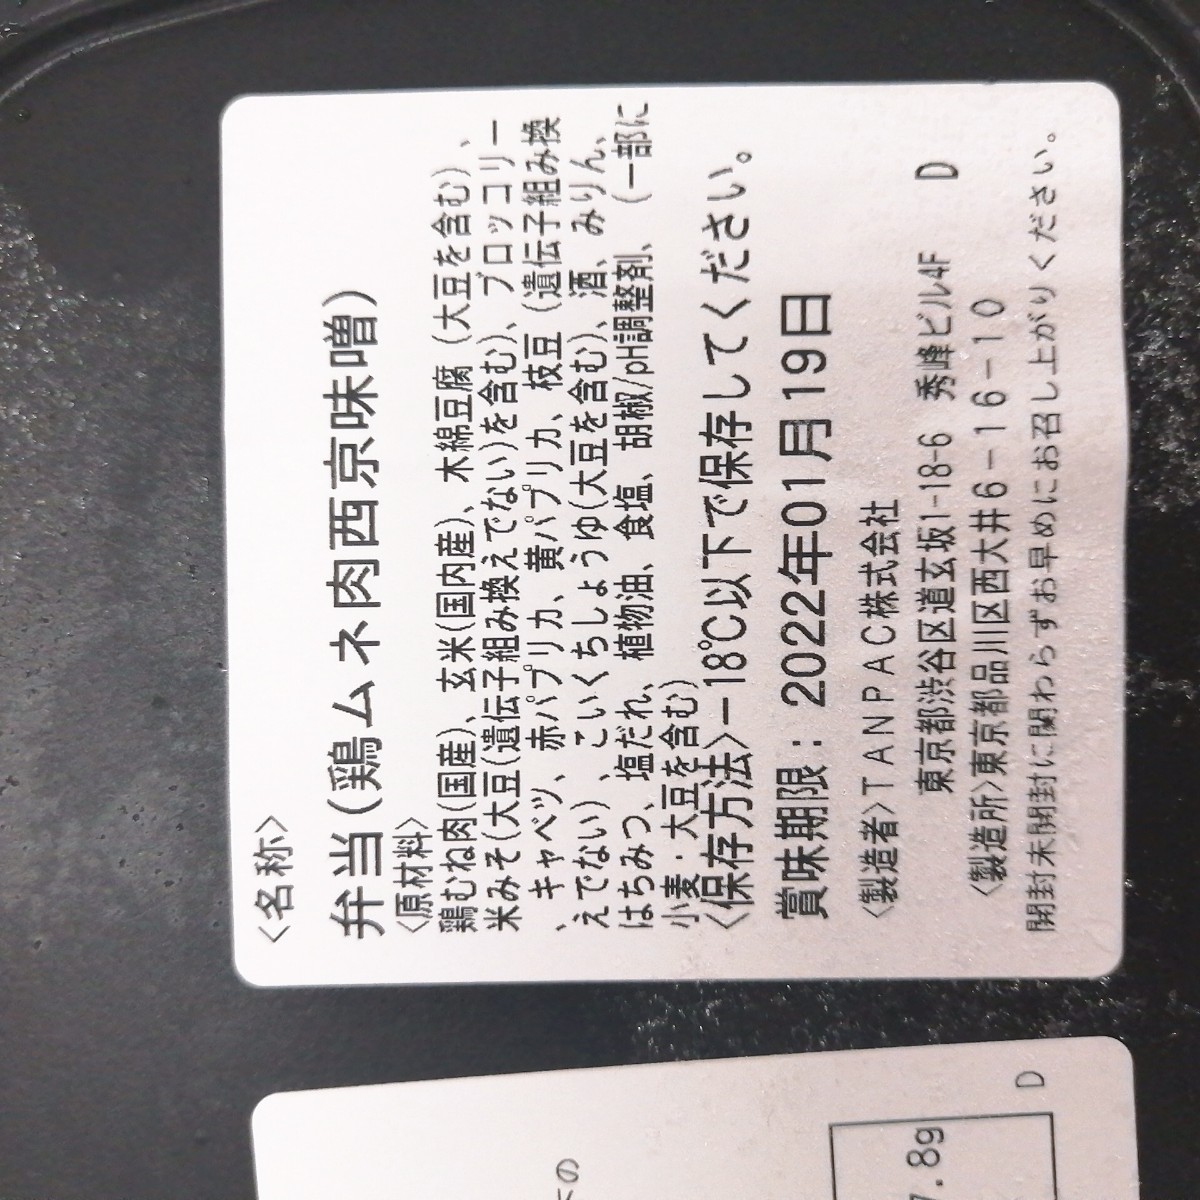 <名称>
弁当(鶏ムネ肉西京味噌)
<原材料>
鶏むね肉(国産)、玄米(国内産)、木綿豆腐(大豆を含む)、
米みそ(大豆(遺伝子組み換えでない)を含む)、ブロッコリー
、キャベツ、赤パプリカ、黄パプリカ、枝豆(遺伝子組み換
えでない)、こいくちしょうゆ(大豆を含む)、酒、みりん、
はちみつ、塩だれ、植物油、食塩、胡椒/pH調整剤、(一部に
小麦・大豆を含む)
<保存方法>−18℃以下で保存してください。
賞味期限：2022年01月19日
<製造者>TANPAC株式会社
東京都渋谷区道玄坂1-18-6 秀峰ビル4F D
<製造所>東京都品川区西大井6−16−10
開封未開封に関わらずお早めにお召し上がりください。
の
7.8g
D